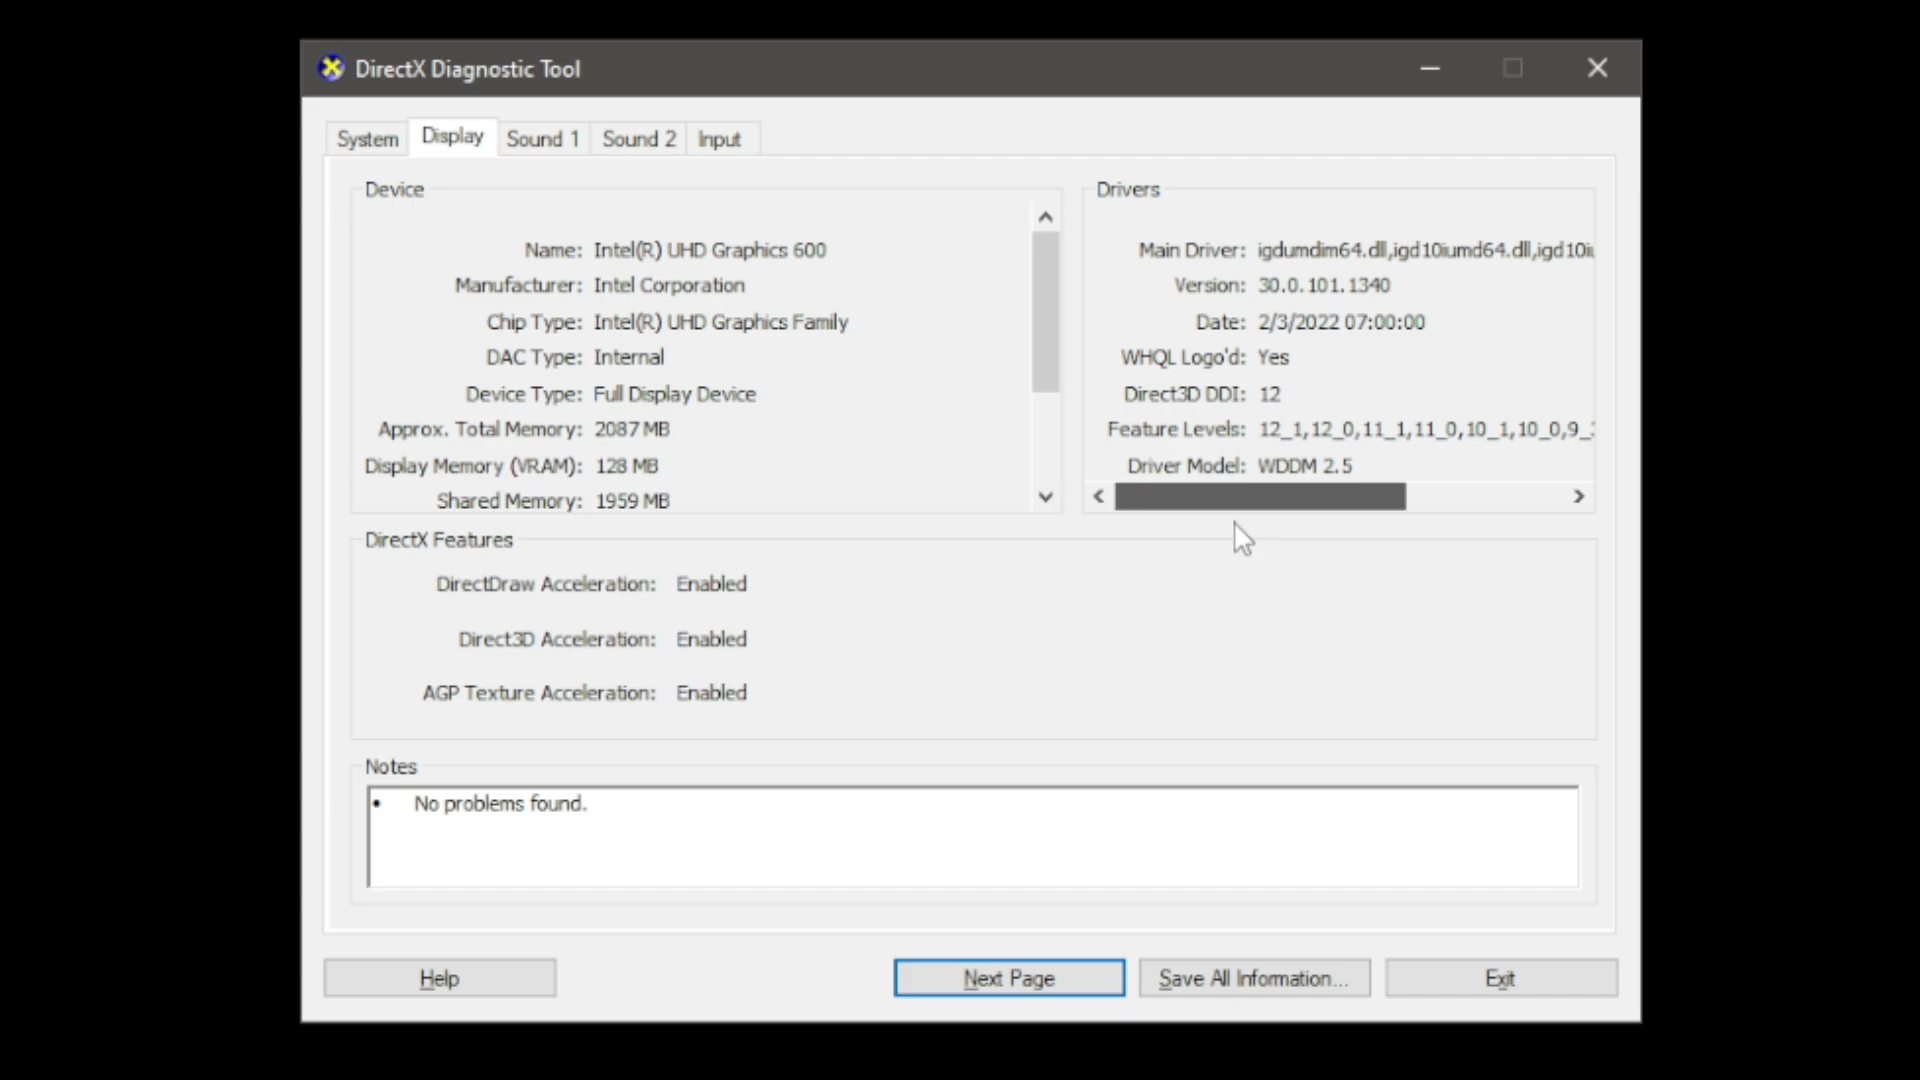 DirectX Diagnostic Tool
System Display Sound 1 Sound 2 Input
Device
Name: Intel(R) UHD Graphics 600
Manufacturer: Intel Corporation
Chip Type: Intel(R) UHD Graphics Family
DAC Type: Internal
Device Type: Full Display Device
Approx. Total Memory: 2087 MB
Display Memory (VRAM): 128 MB
Shared Memory: 1959 MB
Drivers
Main Driver: igdumdim64.dll,igd10iumd64.dll,igd10iu
Version: 30.0.101.1340
Date: 2/3/2022 07:00:00
WHQL Logo'd: Yes
Direct3D DDI: 12
Feature Levels: 12_1,12_0,11_1,11_0,10_1,10_0,9_
Driver Model: WDDM 2.5
DirectX Features
DirectDraw Acceleration: Enabled
Direct3D Acceleration: Enabled
AGP Texture Acceleration: Enabled
Notes
• No problems found.
Help Next Page Save All Information... Exit